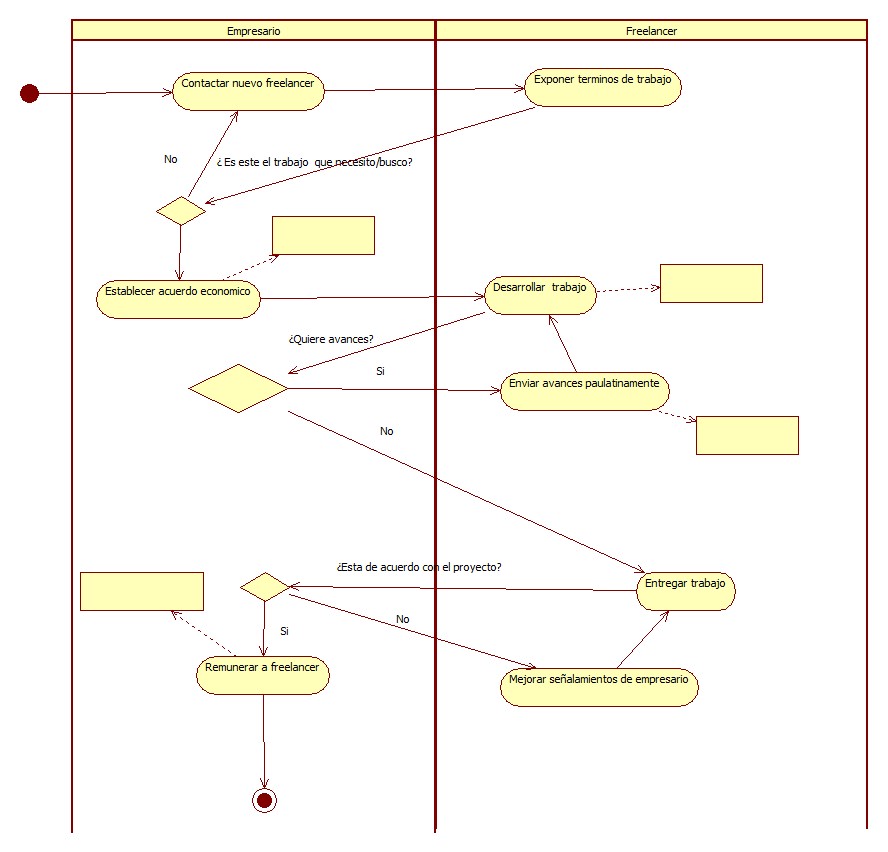 Empresario
Freelancer
Contactar nuevo freelancer
Exponer terminos de trabajo
No
¿ Es este el trabajo  que necesito/busco?
Establecer acuerdo economico
Desarrollar  trabajo
¿Quiere avances?
Si
Enviar avances paulatinamente
No
¿Esta de acuerdo con el proyecto?
Entregar trabajo
No
Si
Remunerar a freelancer
Mejorar señalamientos de empresario